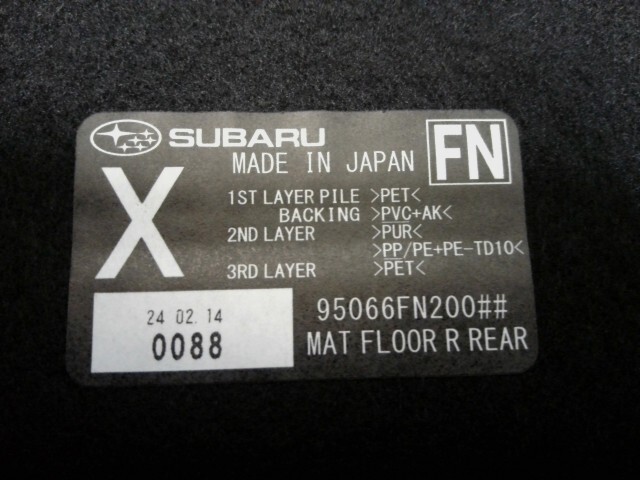 SUBARU
MADE IN JAPAN
FN
X
1ST LAYER PILE >PET<
BACKING >PVC+AK<
2ND LAYER >PUR<
>PP/PE+PE-TD10<
3RD LAYER >PET<
24 02. 14
0088
95066FN200##
MAT FLOOR R REAR